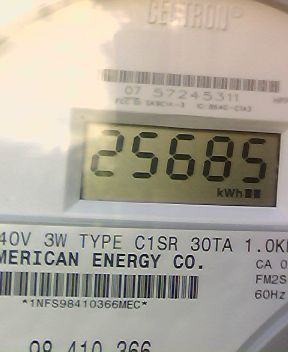 CELLTRON®
07 57245311
25685
kWh
40V 3W TYPE C1SR 30TA 1.0K
MERICAN ENERGY CO.
CA 0
FM2S
60Hz
*1NFS98410366MEC*
98 410 366